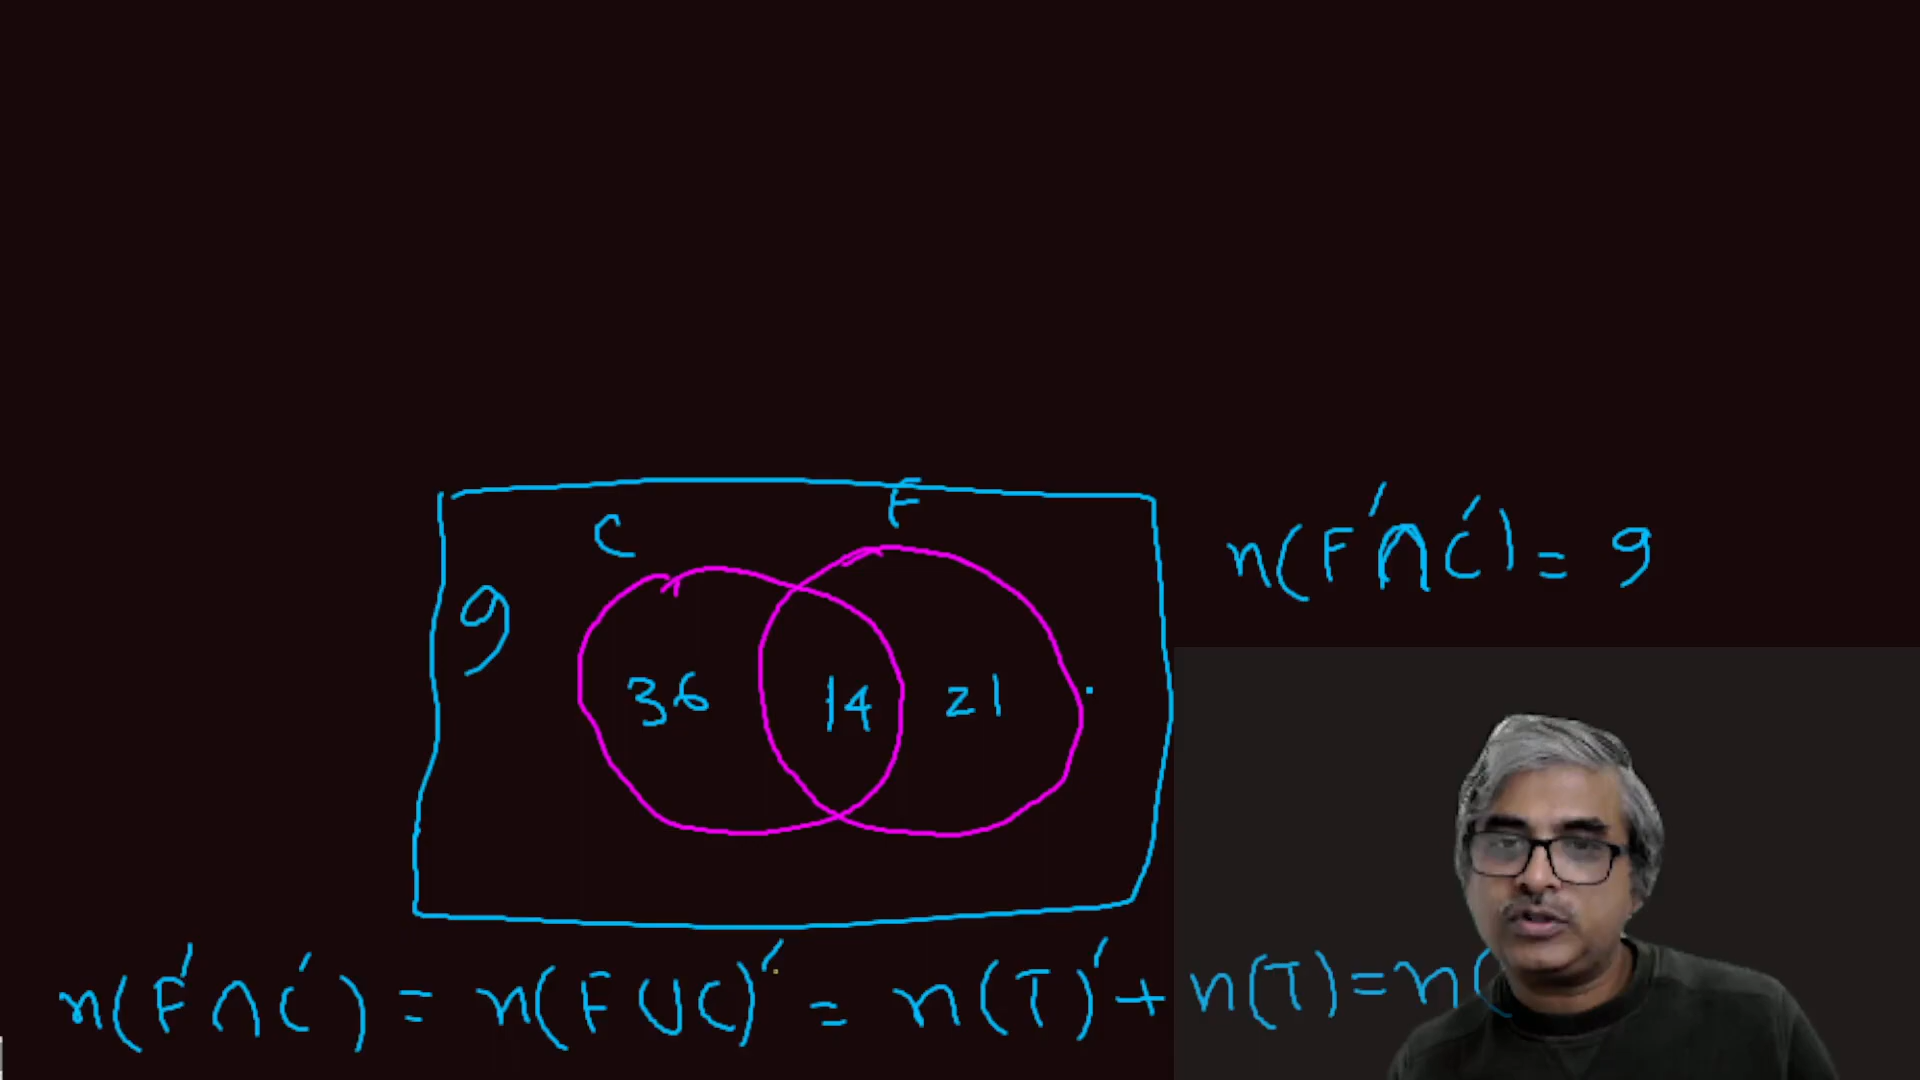 F
C
n(F′∩C′) = 9
9
36 14 21
n(F′∩C′) = n(F∪C)′ = n(T)′ + n(T) = n(